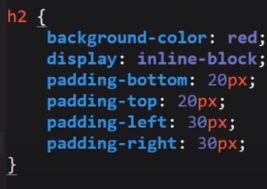 h2 {
background-color: red;
display: inline-block;
padding-bottom: 20px;
padding-top: 20px;
padding-left: 30px;
padding-right: 30px;
}